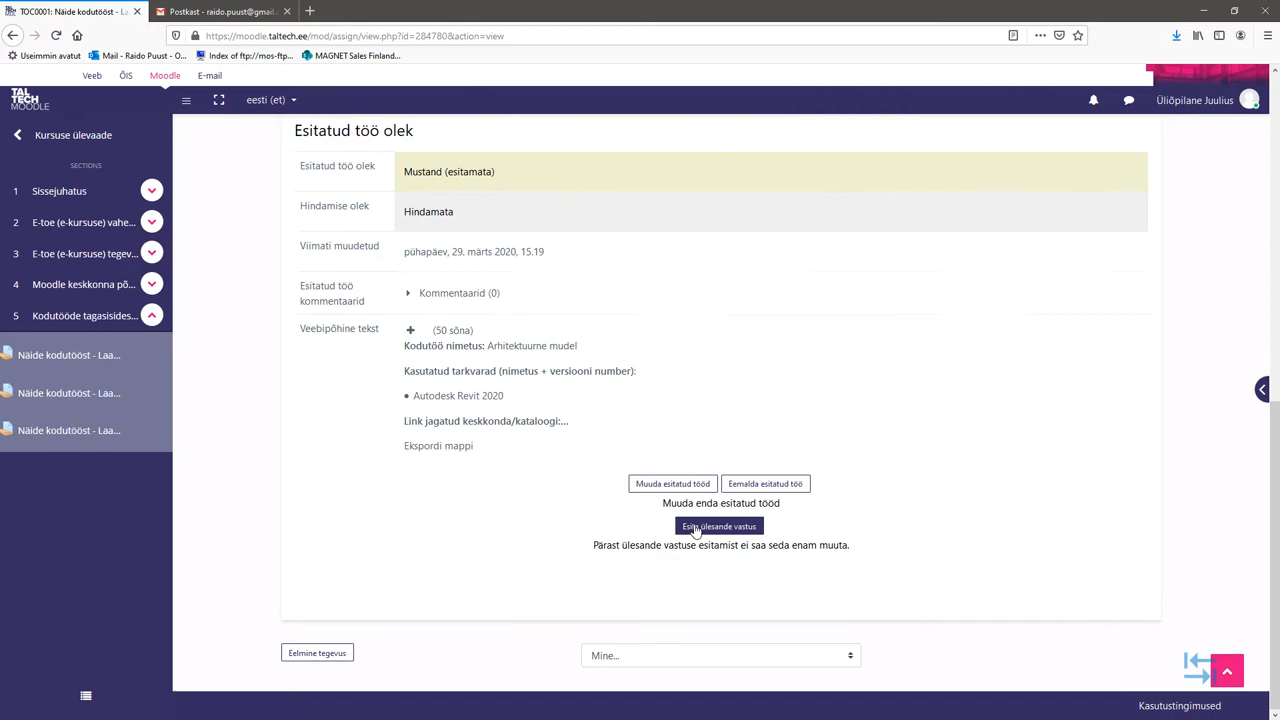 TOC0001: Näide kodutööst - La...
Postkast - raido.puust@gmail.c
https://moodle.taltech.ee/mod/assign/view.php?id=284780&action=view
Useimmin avatut
Mail - Raido Puust - O...
Index of ftp://mos-ftp...
MAGNET Sales Finland...
Veeb
ÕIS
Moodle
E-mail
TAL
TECH
MOODLE
eesti (et)
Üliõpilane Juulius
Kursuse ülevaade
SECTIONS
1 Sissejuhatus
2 E-toe (e-kursuse) vahe...
3 E-toe (e-kursuse) tegev...
4 Moodle keskkonna põ...
5 Kodutööde tagasisides...
Näide kodutööst - Laa...
Näide kodutööst - Laa...
Näide kodutööst - Laa...
Esitatud töö olek
Esitatud töö olek
Mustand (esitamata)
Hindamise olek
Hindamata
Viimati muudetud
pühapäev, 29. märts 2020, 15.19
Esitatud töö
kommentaarid
Kommentaarid (0)
Veebipõhine tekst
(50 sõna)
Kodutöö nimetus: Arhitektuurne mudel
Kasutatud tarkvarad (nimetus + versiooni number):
• Autodesk Revit 2020
Link jagatud keskkonda/kataloogi:...
Ekspordi mappi
Muuda esitatud tööd
Eemalda esitatud töö
Muuda enda esitatud tööd
Esita ülesande vastus
Pärast ülesande vastuse esitamist ei saa seda enam muuta.
Eelmine tegevus
Mine...
Kasutustingimused